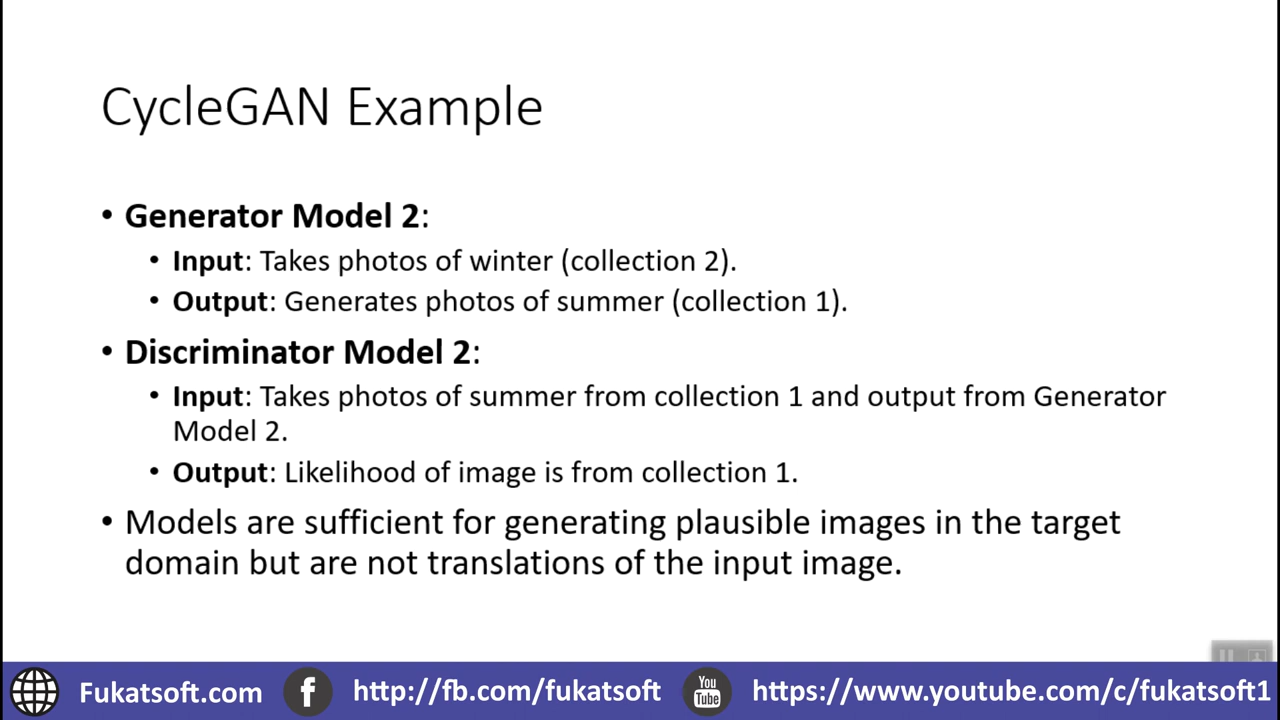 CycleGAN Example
• Generator Model 2:
• Input: Takes photos of winter (collection 2).
• Output: Generates photos of summer (collection 1).
• Discriminator Model 2:
• Input: Takes photos of summer from collection 1 and output from Generator
Model 2.
• Output: Likelihood of image is from collection 1.
• Models are sufficient for generating plausible images in the target
domain but are not translations of the input image.
Fukatsoft.com f http://fb.com/fukatsoft You Tube https://www.youtube.com/c/fukatsoft1